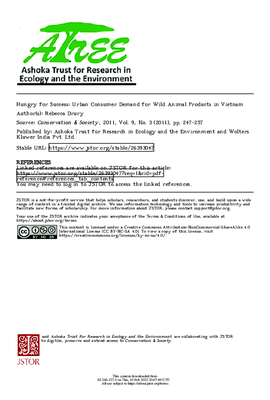 ATREE
Ashoka Trust for Research in
Ecology and the Environment
Hungry for Success: Urban Consumer Demand for Wild Animal Products in Vietnam
Author(s): Rebecca Drury
Source: Conservation & Society, 2011, Vol. 9, No. 3 (2011), pp. 247-257
Published by: Ashoka Trust for Research in Ecology and the Environment and Wolters
Kluwer India Pvt. Ltd.
Stable URL: https://www.jstor.org/stable/26393047
REFERENCES
Linked references are available on JSTOR for this article:
https://www.jstor.org/stable/26393047?seq=1&cid=pdf-
reference#references_tab_contents
You may need to log in to JSTOR to access the linked references.
JSTOR is a not-for-profit service that helps scholars, researchers, and students discover, use, and build upon a wide
range of content in a trusted digital archive. We use information technology and tools to increase productivity and
facilitate new forms of scholarship. For more information about JSTOR, please contact support@jstor.org.
Your use of the JSTOR archive indicates your acceptance of the Terms & Conditions of Use, available at
https://about.jstor.org/terms
This content is licensed under a Creative Commons Attribution-NonCommercial-ShareAlike 4.0
International License (CC BY-NC-SA 4.0). To view a copy of this license, visit
https://creativecommons.org/licenses/by-nc-sa/4.0/.
and Ashoka Trust for Research in Ecology and the Environment are collaborating with JSTOR
to digitize, preserve and extend access to Conservation & Society
JSTOR
This content downloaded from
All use subject to https://about.jstor.org/terms